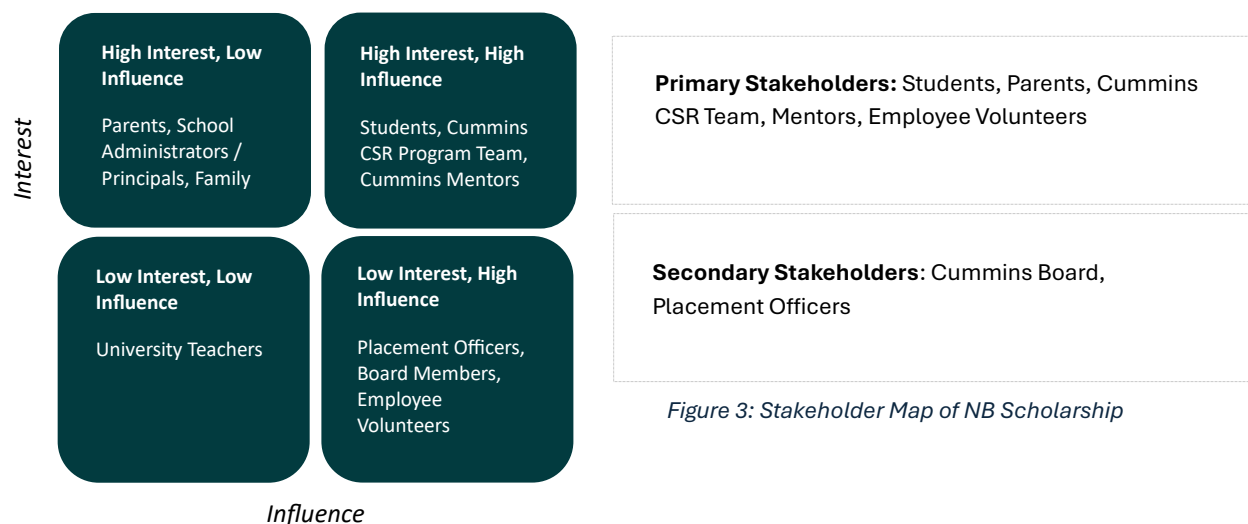 Interest
High Interest, Low
Influence
Parents, School
Administrators /
Principals, Family
High Interest, High
Influence
Students, Cummins
CSR Program Team,
Cummins Mentors
Low Interest, Low
Influence
University Teachers
Low Interest, High
Influence
Placement Officers,
Board Members,
Employee
Volunteers
Influence
Primary Stakeholders: Students, Parents, Cummins
CSR Team, Mentors, Employee Volunteers
Secondary Stakeholders: Cummins Board,
Placement Officers
Figure 3: Stakeholder Map of NB Scholarship